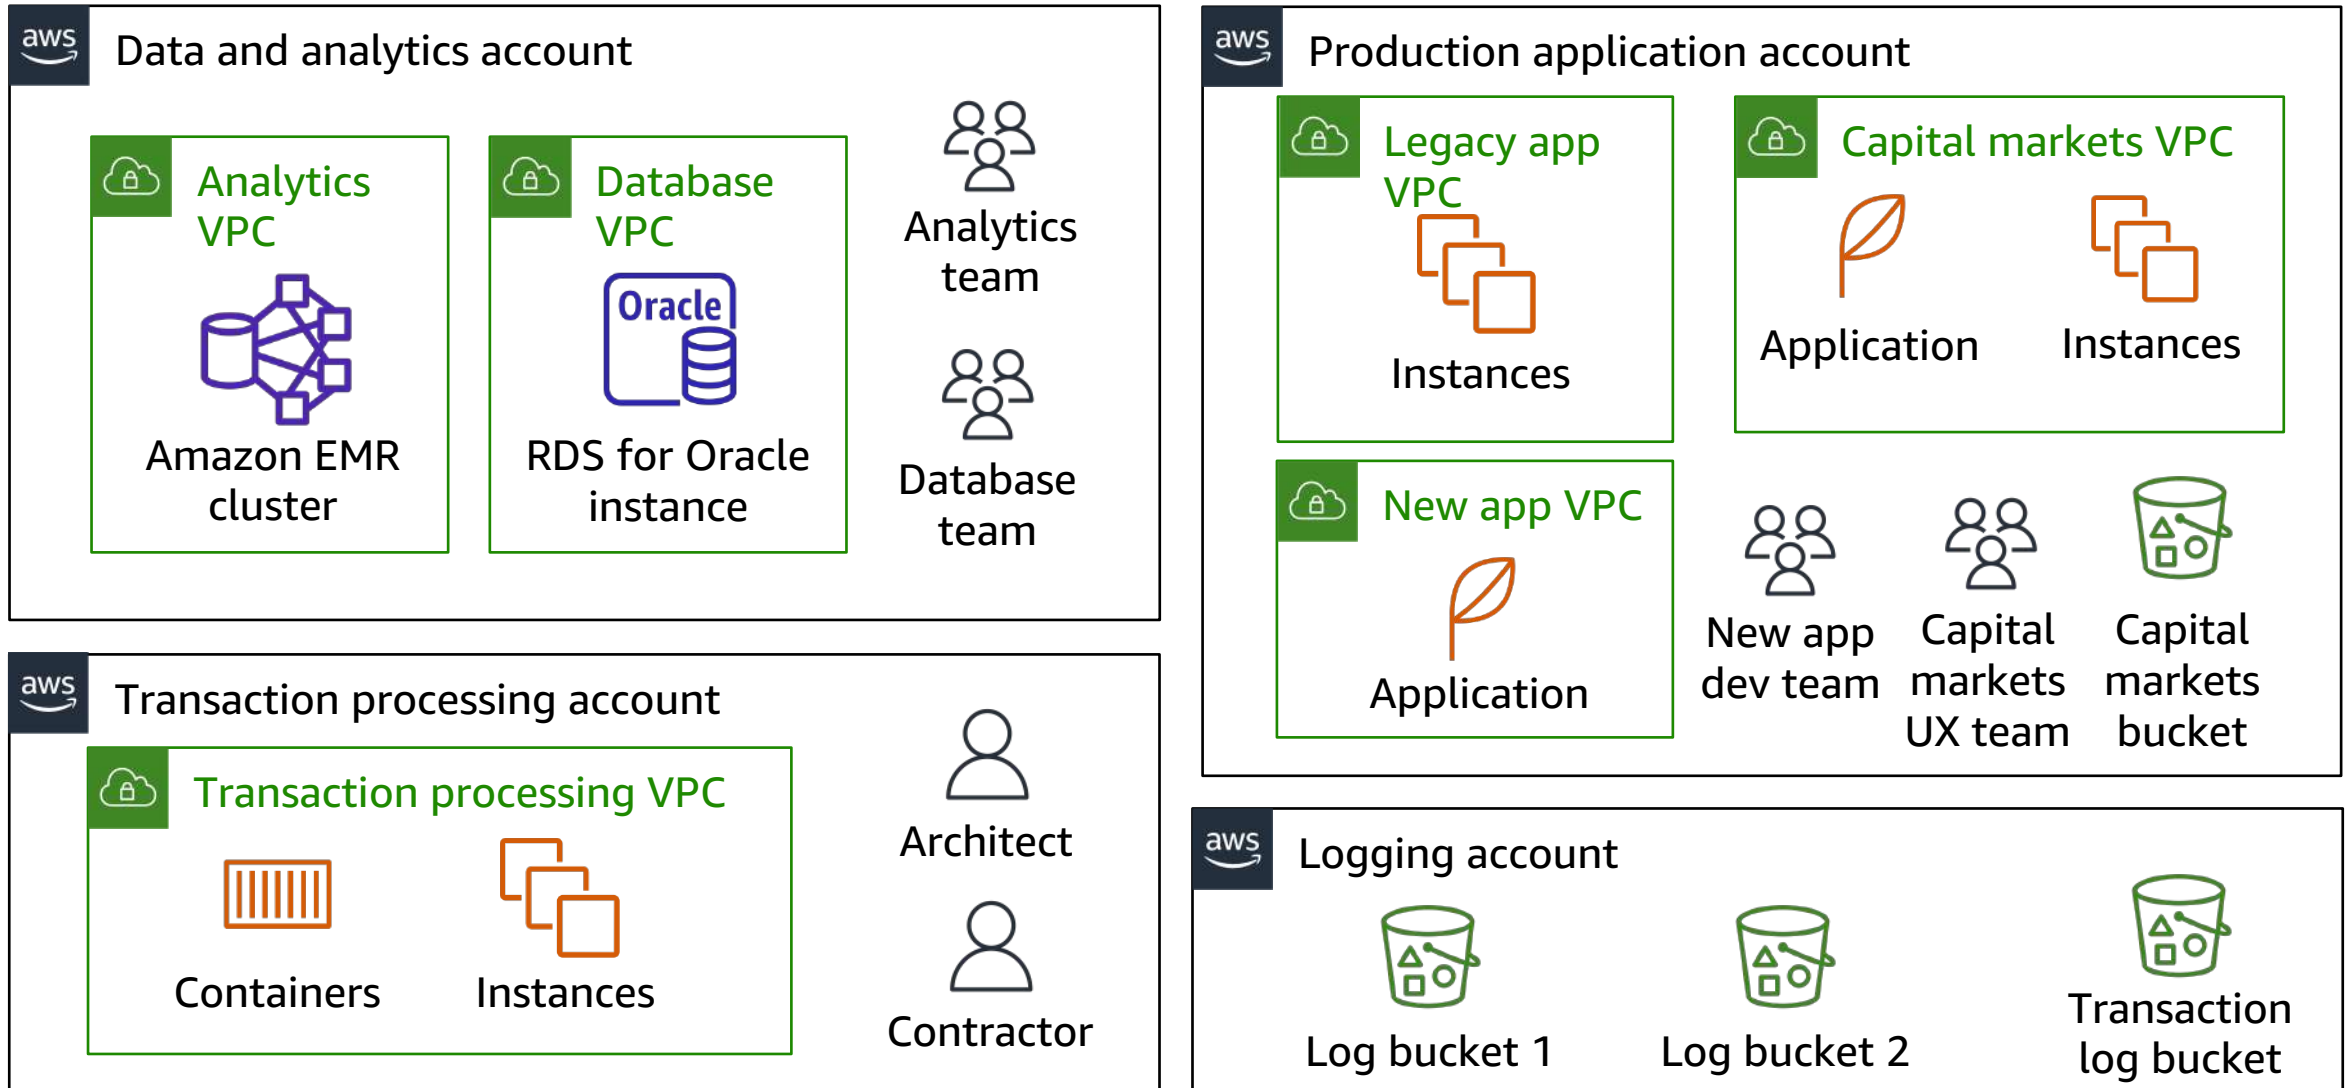 aws
Data and analytics account
Analytics
VPC
Amazon EMR
cluster
Database
VPC
Oracle
RDS for Oracle
instance
Analytics
team
Database
team
aws
Production application account
Legacy app
VPC
Instances
Capital markets VPC
Application
Instances
New app VPC
Application
New app
dev team
Capital
markets
UX team
Capital
markets
bucket
aws
Transaction processing account
Transaction processing VPC
Containers
Instances
Architect
Contractor
aws
Logging account
Log bucket 1
Log bucket 2
Transaction
log bucket